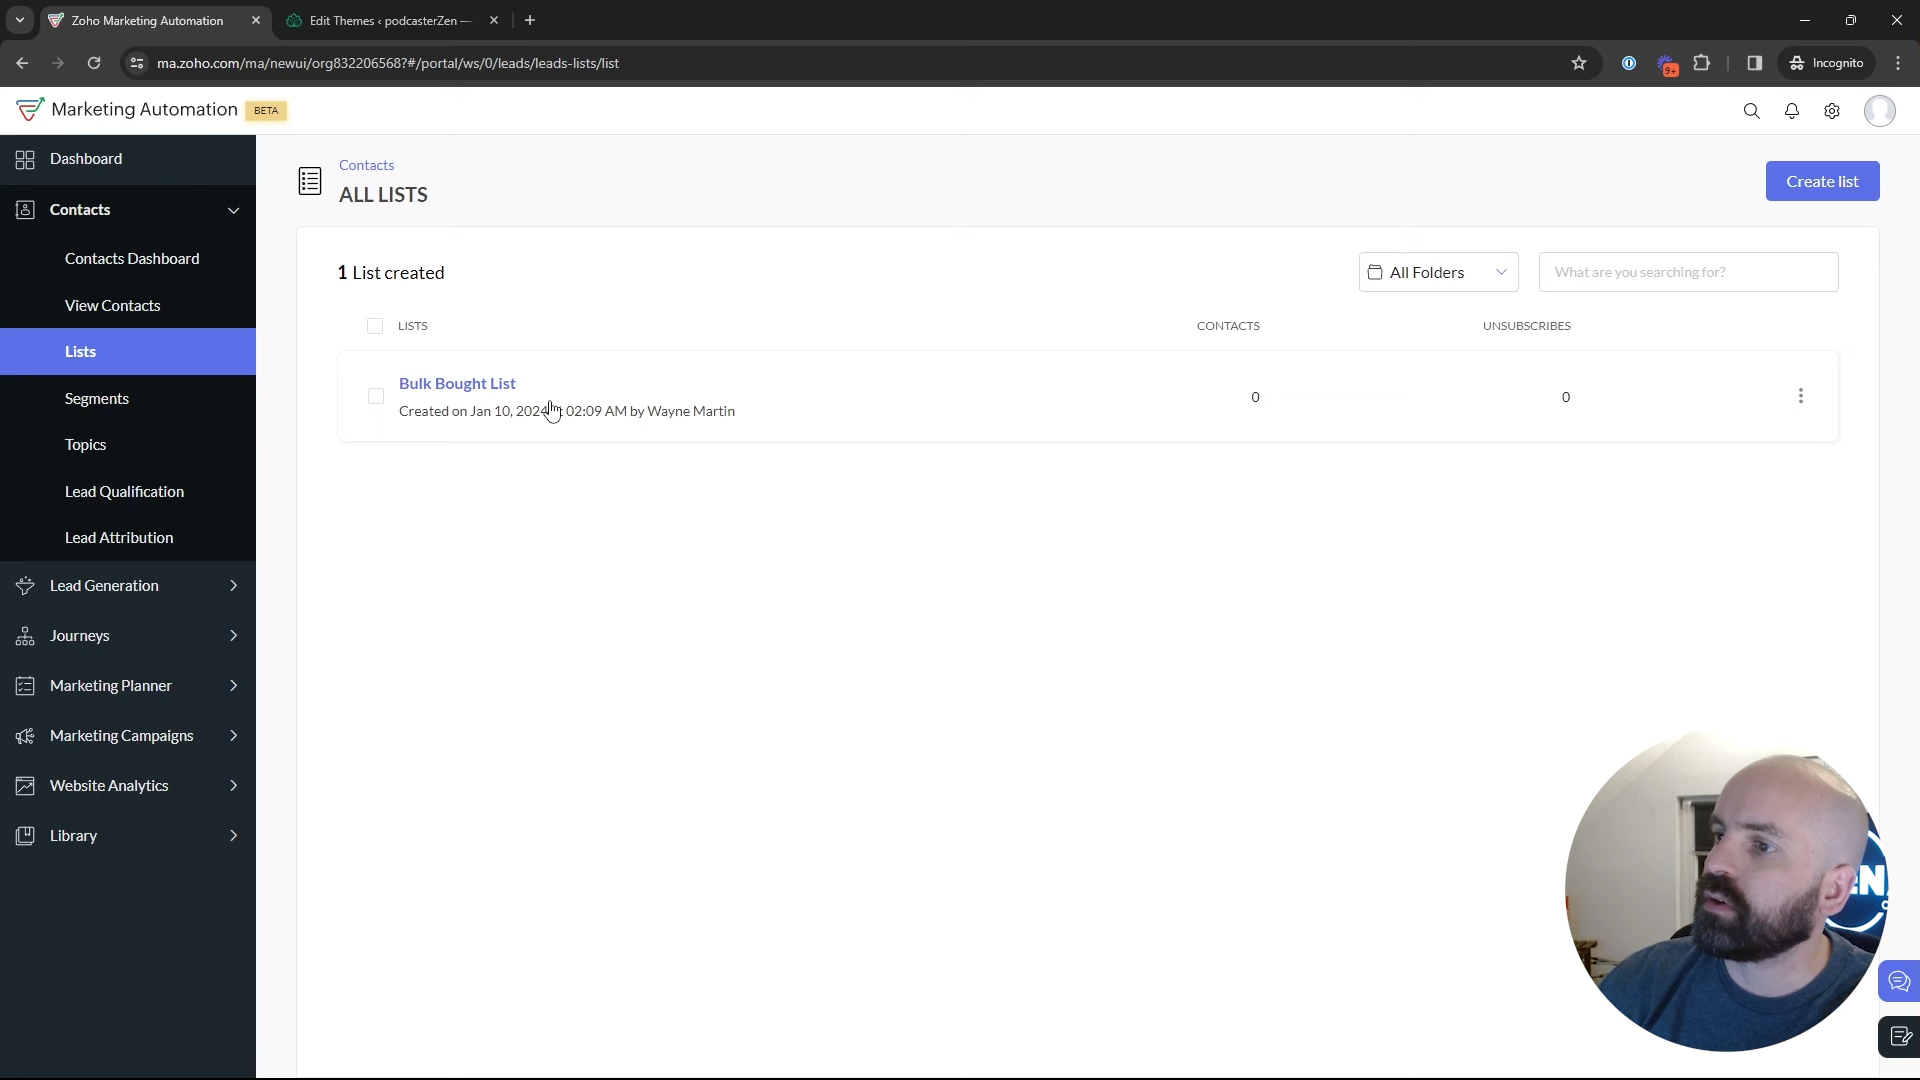 Zoho Marketing Automation
Edit Themes ‹ podcasterZen —
ma.zoho.com/ma/newui/org832206568?#/portal/ws/0/leads/leads-lists/list
9+
Incognito
Marketing Automation BETA
Dashboard
Contacts
Contacts Dashboard
View Contacts
Lists
Segments
Topics
Lead Qualification
Lead Attribution
Lead Generation
Journeys
Marketing Planner
Marketing Campaigns
Website Analytics
Library
Contacts
ALL LISTS
Create list
1 List created
All Folders
What are you searching for?
LISTS CONTACTS UNSUBSCRIBES
Bulk Bought List
Created on Jan 10, 2024 02:09 AM by Wayne Martin
0 0